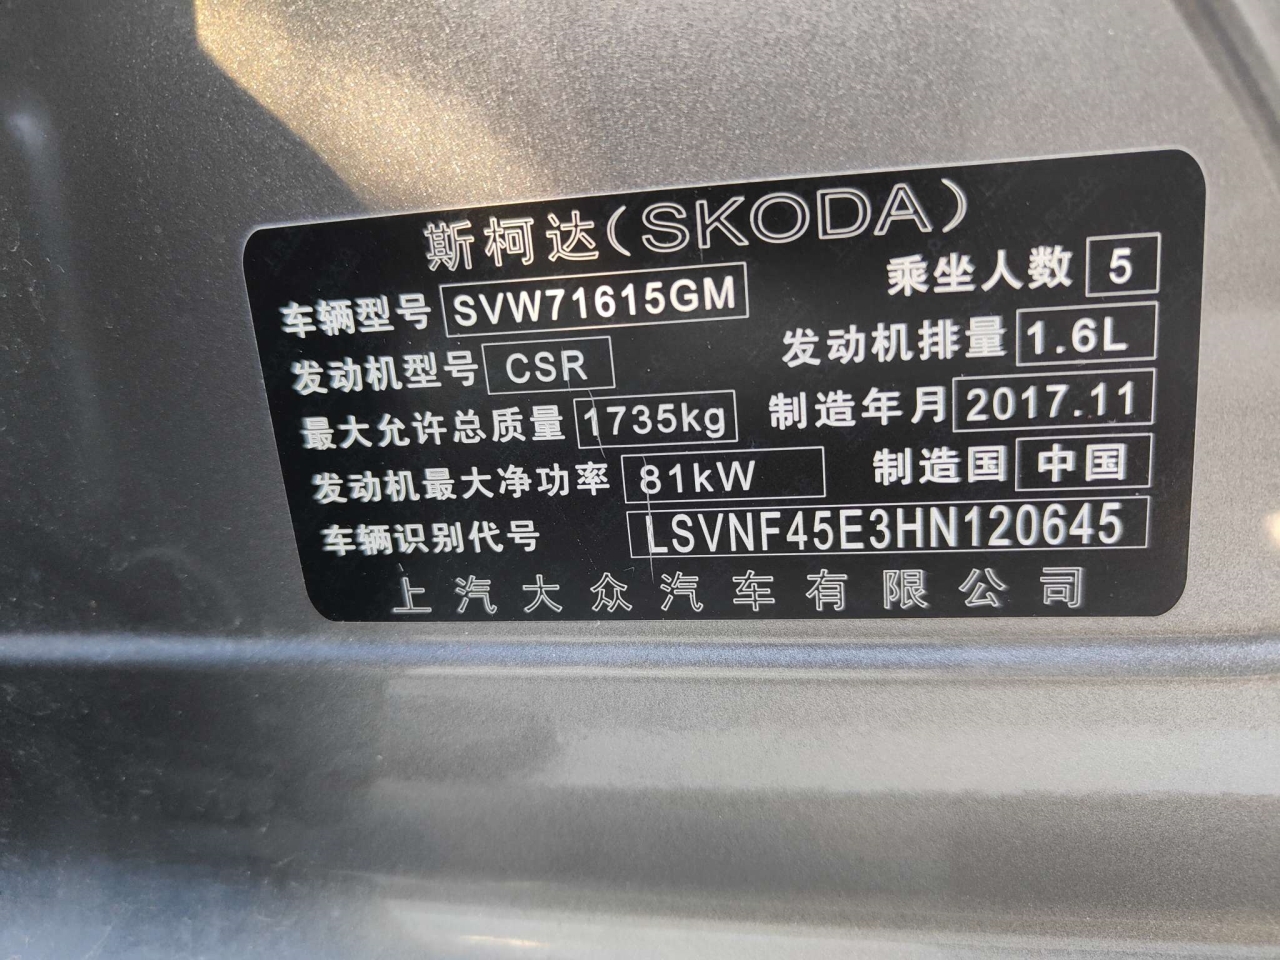 斯柯达(SKODA)
车辆型号 SVW71615GM 乘坐人数 5
发动机型号 CSR 发动机排量 1.6L
最大允许总质量 1735kg 制造年月 2017.11
发动机最大净功率 81kW 制造国 中国
车辆识别代号 LSVNF45E3HN120645
上汽大众汽车有限公司